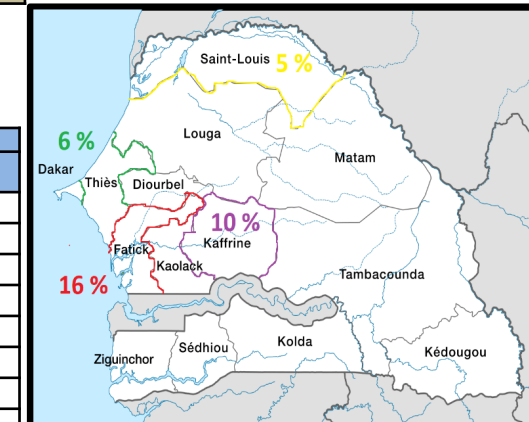 Saint-Louis 5 %
Louga
6 %
Matam
Dakar
Thiès Diourbel
10 %
Fatick Kaffrine
Kaolack
16 %
Tambacounda
Ziguinchor Sédhiou Kolda Kédougou